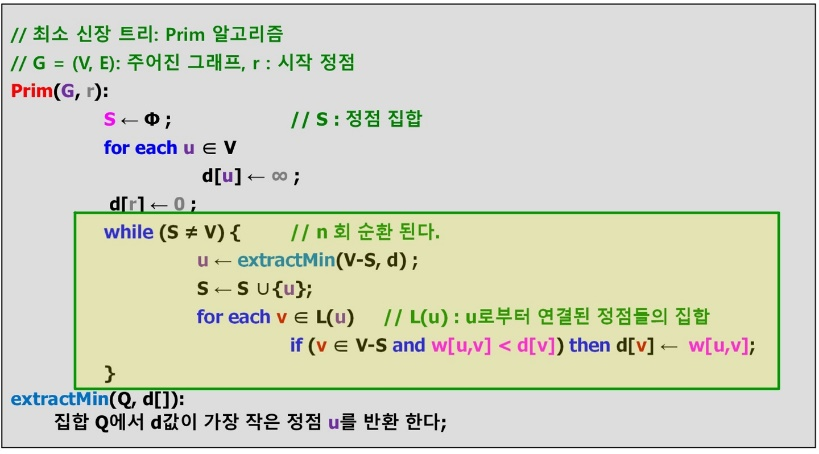 // 최소 신장 트리: Prim 알고리즘
// G = (V, E): 주어진 그래프, r : 시작 정점
Prim(G, r):
S ← Φ ; // S : 정점 집합
for each u ∈ V
d[u] ← ∞ ;
d[r] ← 0 ;
while (S ≠ V) { // n 회 순환 된다.
u ← extractMin(V-S, d) ;
S ← S ∪{u};
for each v ∈ L(u) // L(u) : u로부터 연결된 정점들의 집합
if (v ∈ V-S and w[u,v] < d[v]) then d[v] ← w[u,v];
}
extractMin(Q, d[]):
집합 Q에서 d값이 가장 작은 정점 u를 반환 한다;